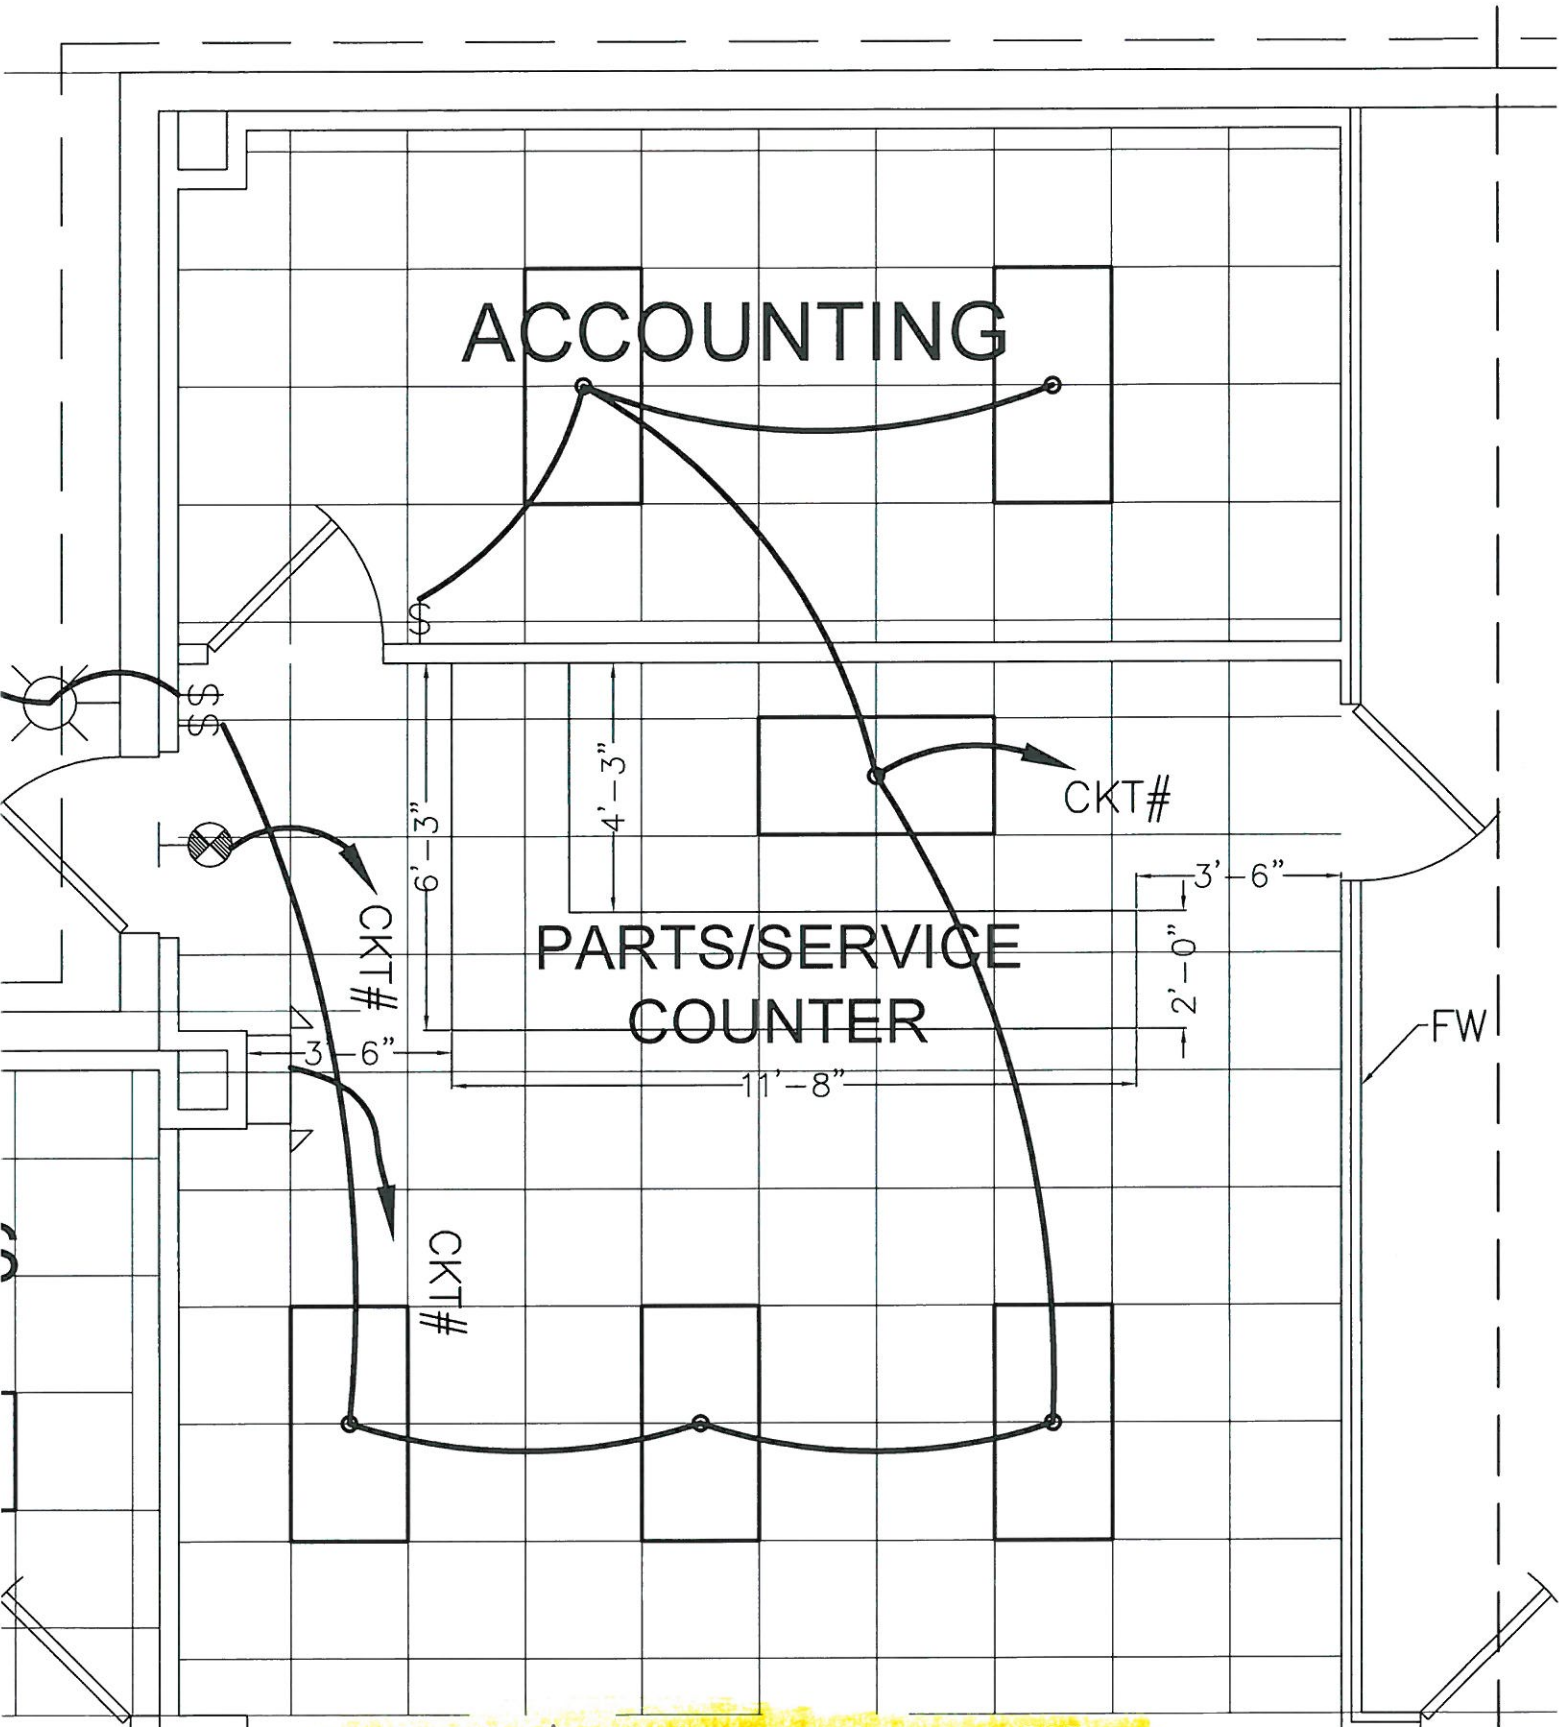 ACCOUNTING
S
S
S
CKT#
4'-3"
6'-3"
3'-6"
CKT#
PARTS/SERVICE
COUNTER
2'-0"
3'-6"
11'-8"
FW
CKT#